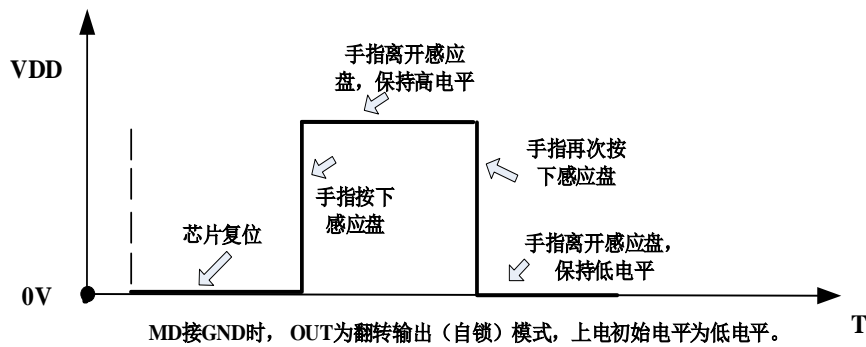 VDD
手指离开感应
盘，保持高电平
手指再次按
下感应盘
手指按下
感应盘
芯片复位
手指离开感应盘，
保持低电平
0V
T
MD接GND时， OUT为翻转输出（自锁）模式，上电初始电平为低电平。